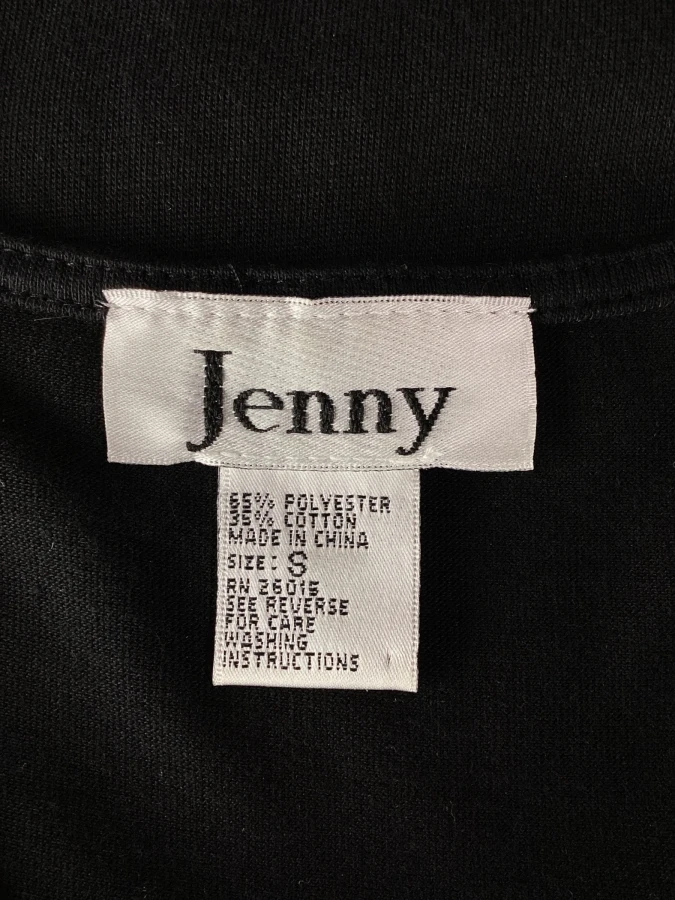 Jenny
65% POLYESTER
35% COTTON
MADE IN CHINA
SIZE: S
RN 26015
SEE REVERSE
FOR CARE
WASHING
INSTRUCTIONS